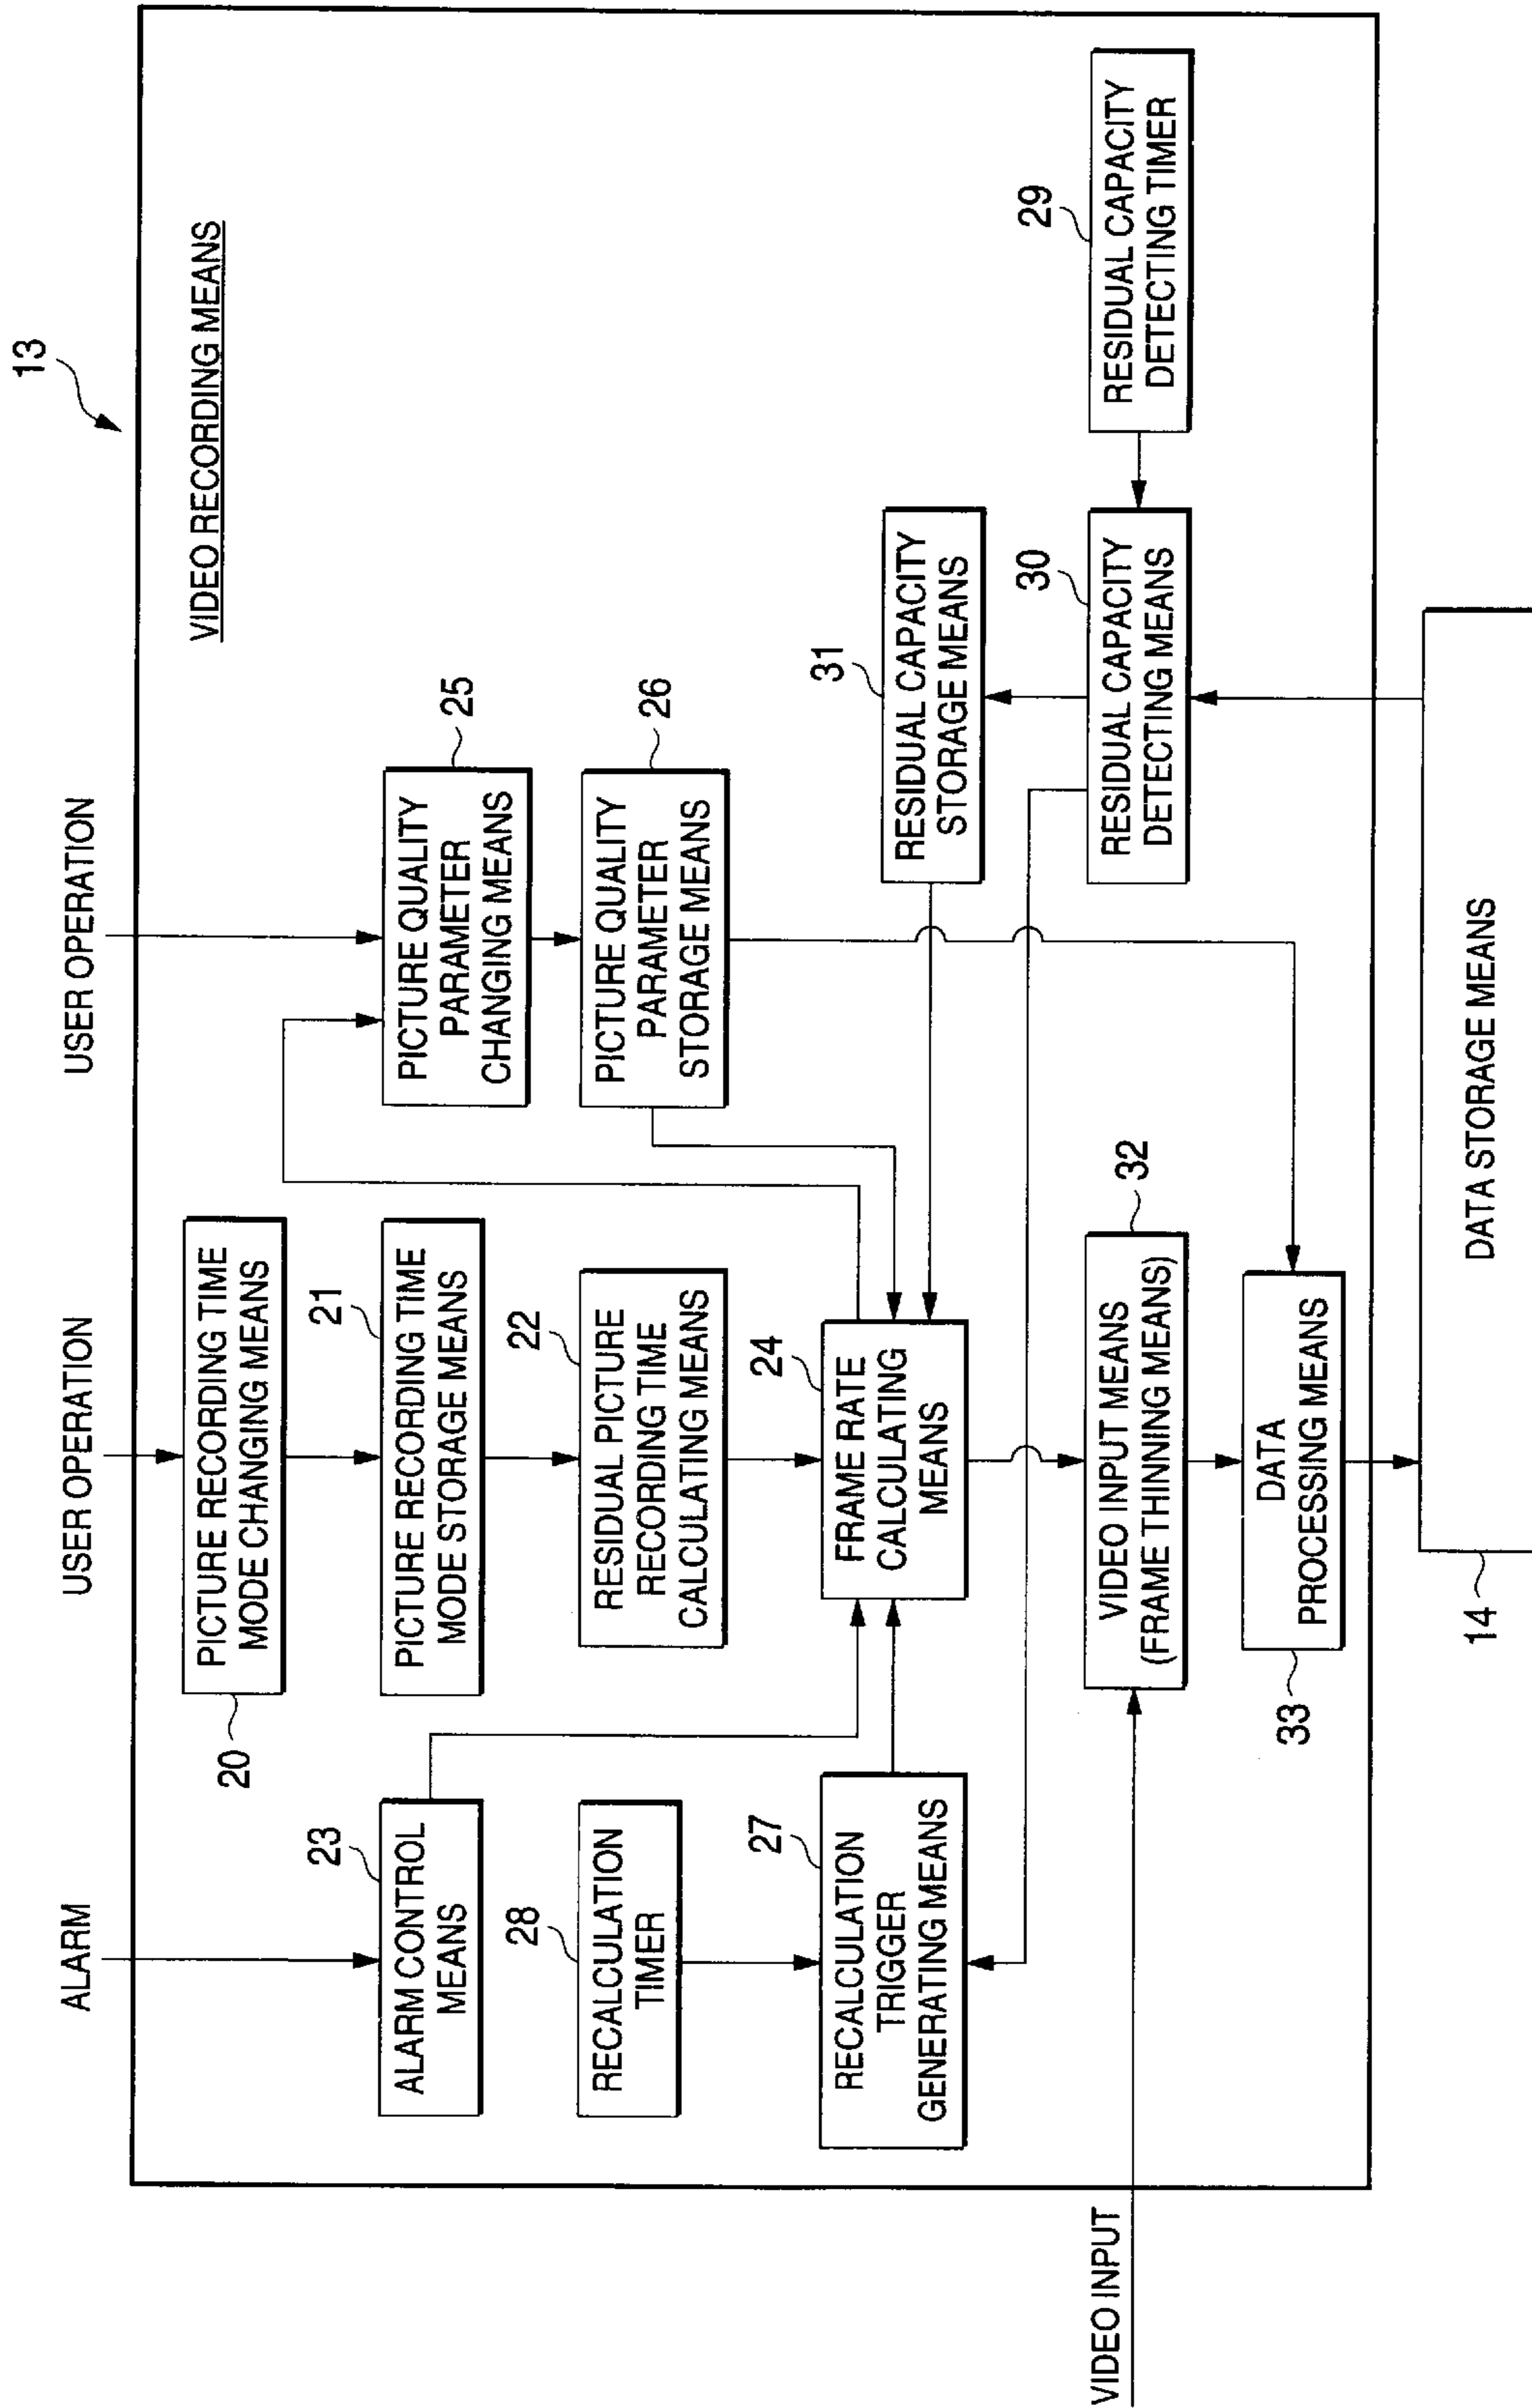 13
VIDEO RECORDING MEANS
ALARM
USER OPERATION
USER OPERATION
20
PICTURE RECORDING TIME
MODE CHANGING MEANS
23
ALARM CONTROL
MEANS
21
PICTURE RECORDING TIME
MODE STORAGE MEANS
25
PICTURE QUALITY
PARAMETER
CHANGING MEANS
28
RECALCULATION
TIMER
22
RESIDUAL PICTURE
RECORDING TIME
CALCULATING MEANS
26
PICTURE QUALITY
PARAMETER
STORAGE MEANS
27
RECALCULATION
TRIGGER
GENERATING MEANS
24
FRAME RATE
CALCULATING
MEANS
31
RESIDUAL CAPACITY
STORAGE MEANS
VIDEO INPUT
32
VIDEO INPUT MEANS
(FRAME THINNING MEANS)
30
RESIDUAL CAPACITY
DETECTING MEANS
29
RESIDUAL CAPACITY
DETECTING TIMER
33
DATA
PROCESSING MEANS
14
DATA STORAGE MEANS